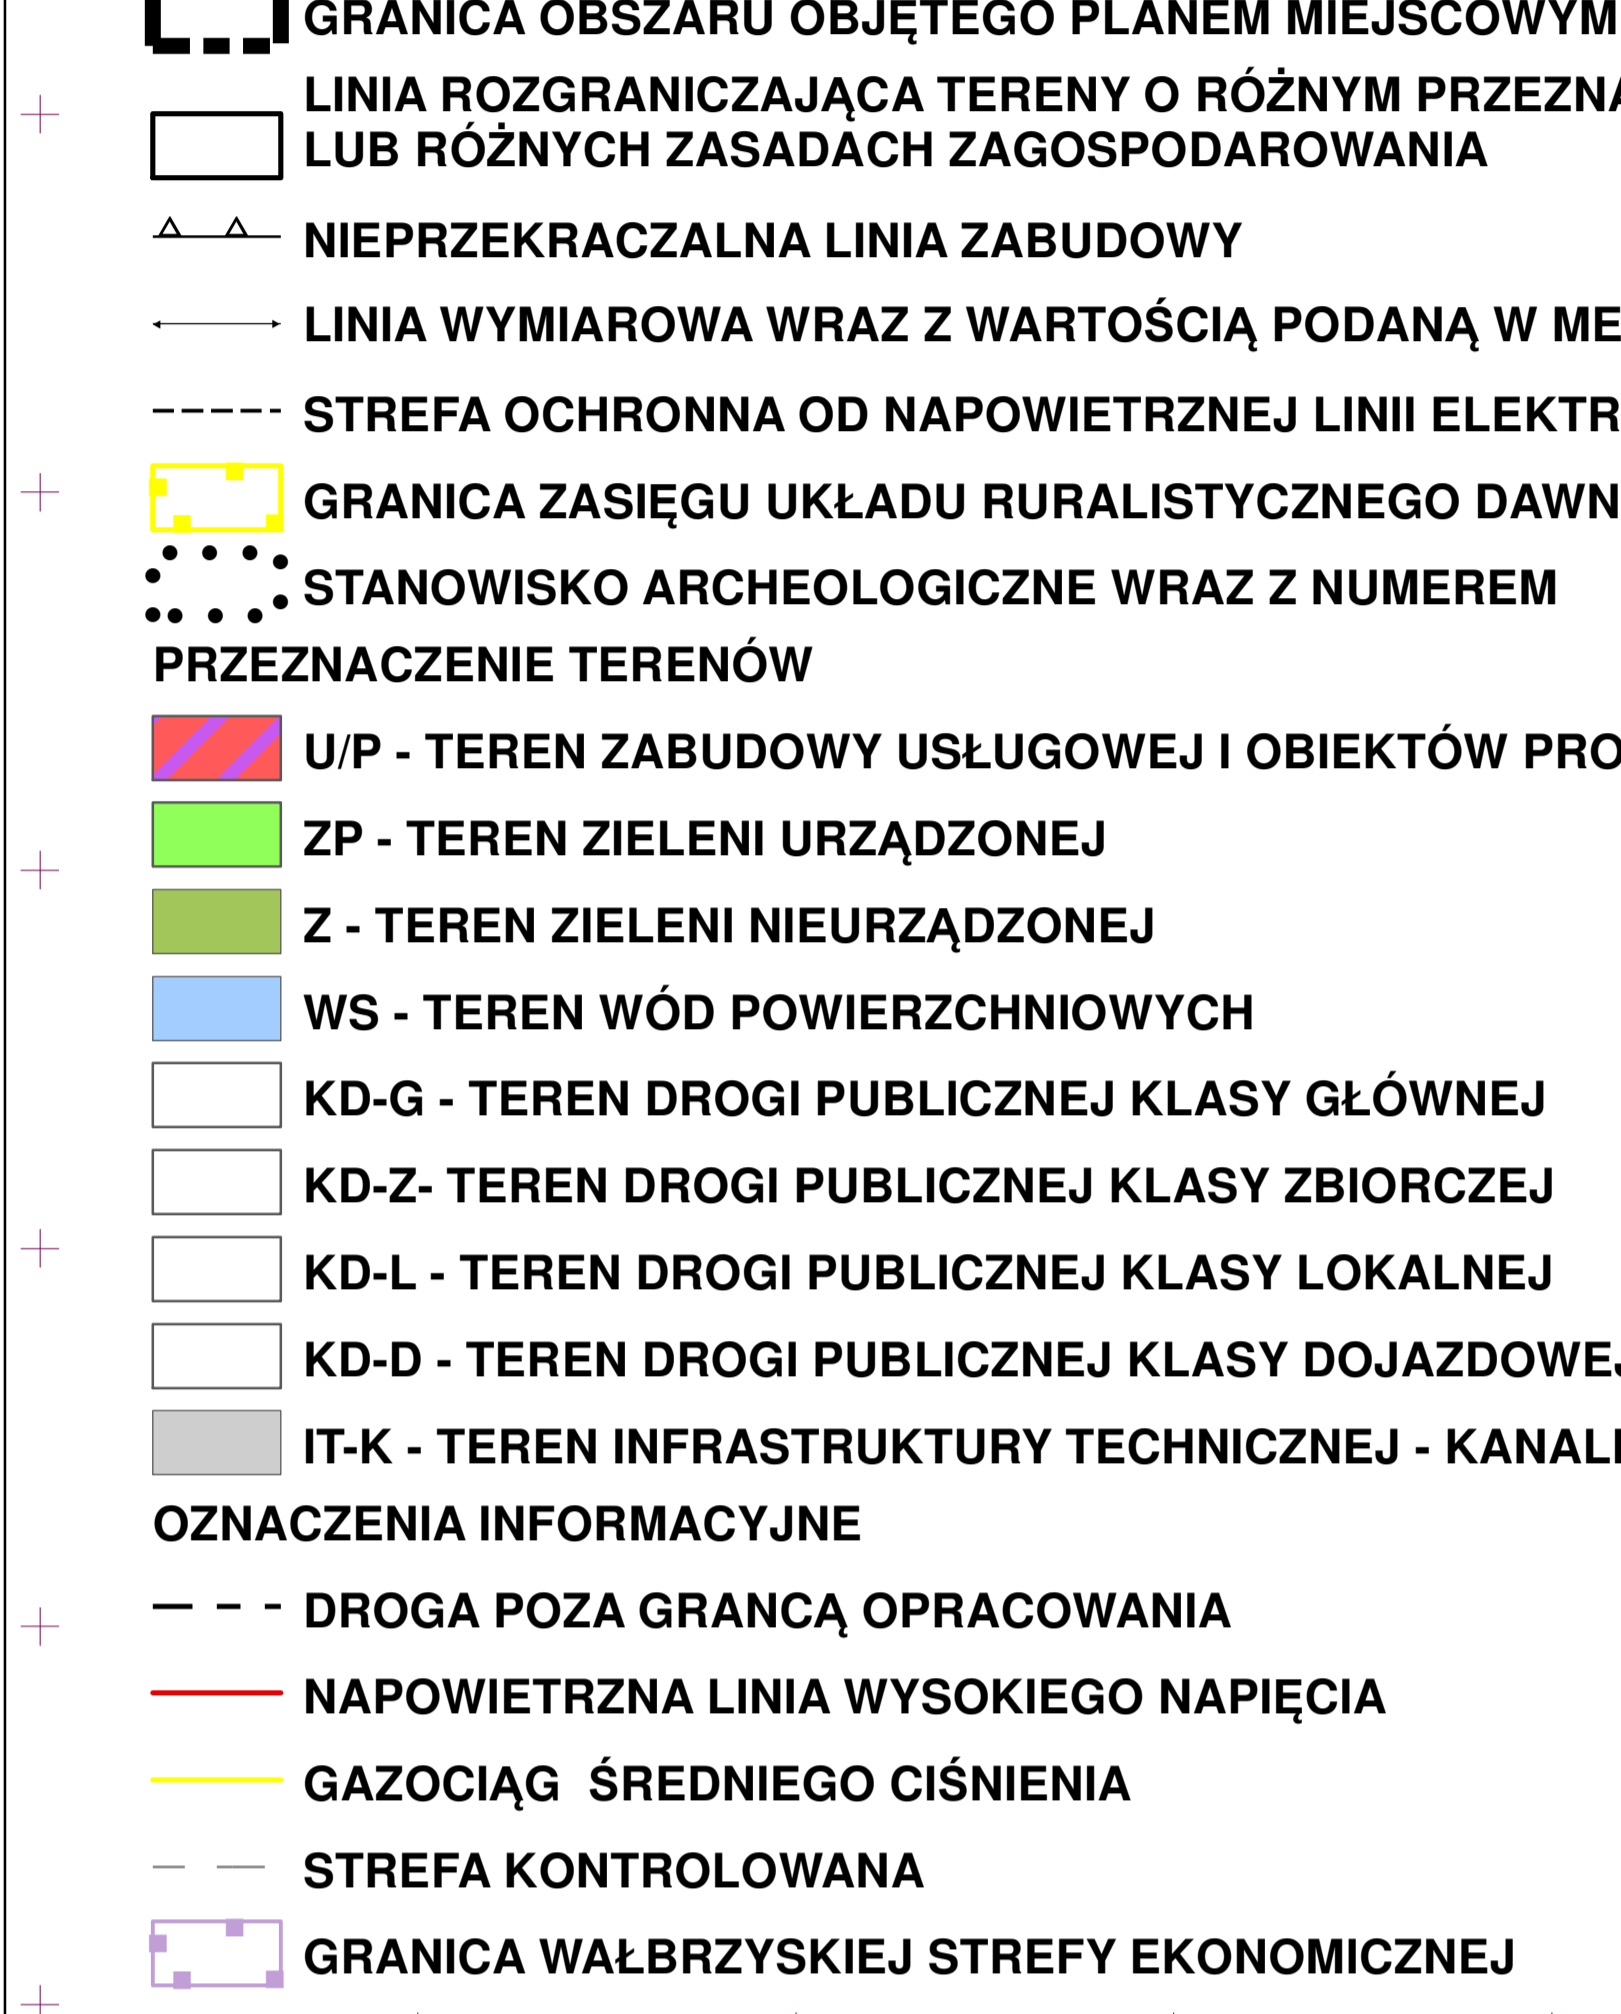 GRANICA OBSZARU OBJĘTEGO PLANEM MIEJSCOWYM
LINIA ROZGRANICZAJĄCA TERENY O RÓŻNYM PRZEZNA
LUB RÓŻNYCH ZASADACH ZAGOSPODAROWANIA
NIEPRZEKRACZALNA LINIA ZABUDOWY
LINIA WYMIAROWA WRAZ Z WARTOŚCIĄ PODANĄ W ME
STREFA OCHRONNA OD NAPOWIETRZNEJ LINII ELEKTR
GRANICA ZASIĘGU UKŁADU RURALISTYCZNEGO DAWN
STANOWISKO ARCHEOLOGICZNE WRAZ Z NUMEREM
PRZEZNACZENIE TERENÓW
U/P - TEREN ZABUDOWY USŁUGOWEJ I OBIEKTÓW PRO
ZP - TEREN ZIELENI URZĄDZONEJ
Z - TEREN ZIELENI NIEURZĄDZONEJ
WS - TEREN WÓD POWIERZCHNIOWYCH
KD-G - TEREN DROGI PUBLICZNEJ KLASY GŁÓWNEJ
KD-Z- TEREN DROGI PUBLICZNEJ KLASY ZBIORCZEJ
KD-L - TEREN DROGI PUBLICZNEJ KLASY LOKALNEJ
KD-D - TEREN DROGI PUBLICZNEJ KLASY DOJAZDOWEJ
IT-K - TEREN INFRASTRUKTURY TECHNICZNEJ - KANALI
OZNACZENIA INFORMACYJNE
DROGA POZA GRANCĄ OPRACOWANIA
NAPOWIETRZNA LINIA WYSOKIEGO NAPIĘCIA
GAZOCIĄG ŚREDNIEGO CIŚNIENIA
STREFA KONTROLOWANA
GRANICA WAŁBRZYSKIEJ STREFY EKONOMICZNEJ